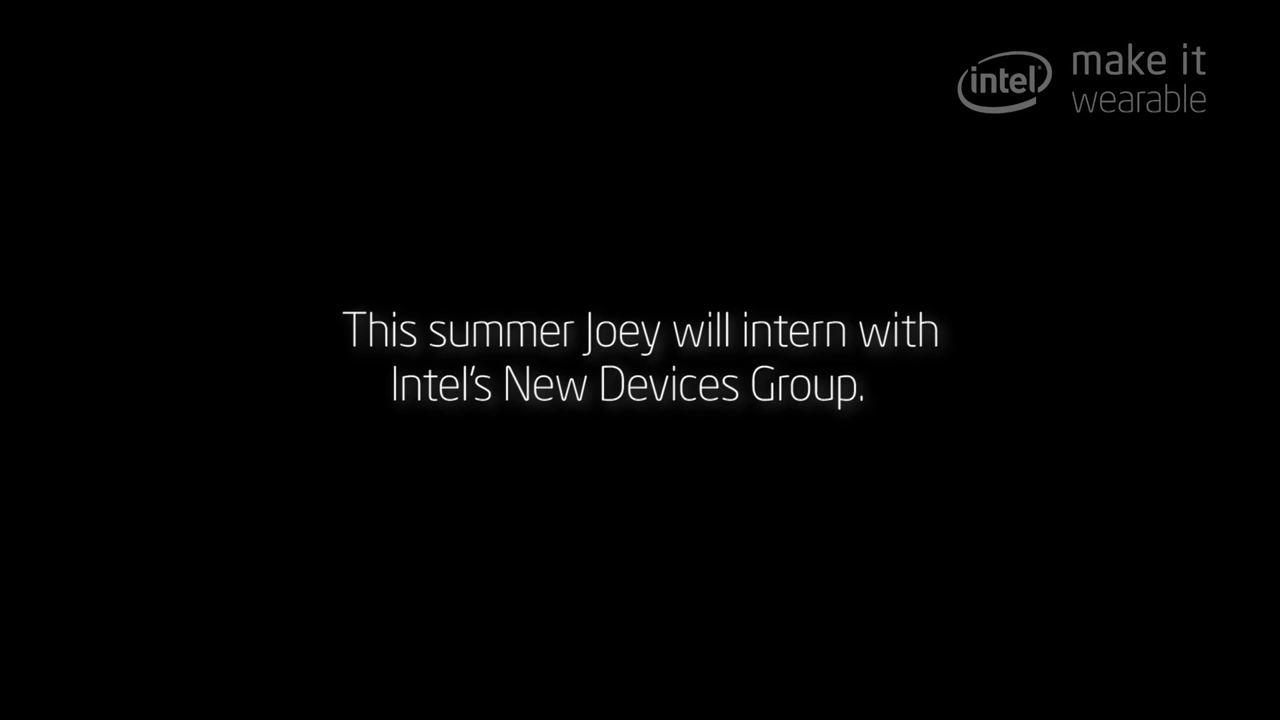 intel make it
wearable
This summer Joey will intern with
Intel's New Devices Group.